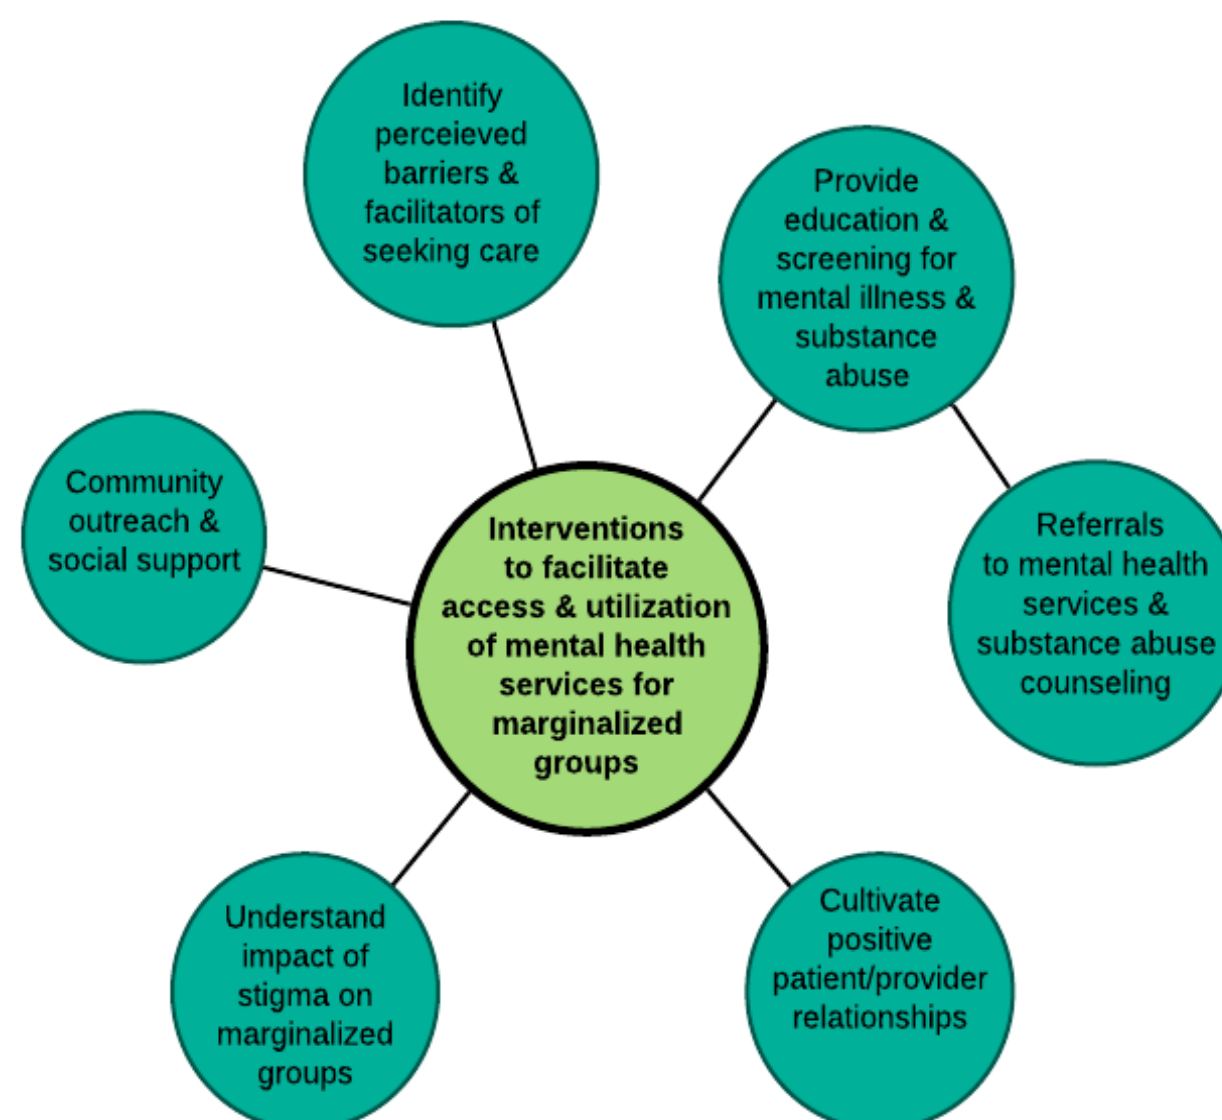 Identify
perceieved
barriers &
facilitators of
seeking care
Provide
education &
screening for
mental illness &
substance
abuse
Community
outreach &
social support
Interventions
to facilitate
access & utilization
of mental health
services for
marginalized
groups
Referrals
to mental health
services &
substance abuse
counseling
Understand
impact of
stigma on
marginalized
groups
Cultivate
positive
patient/provider
relationships